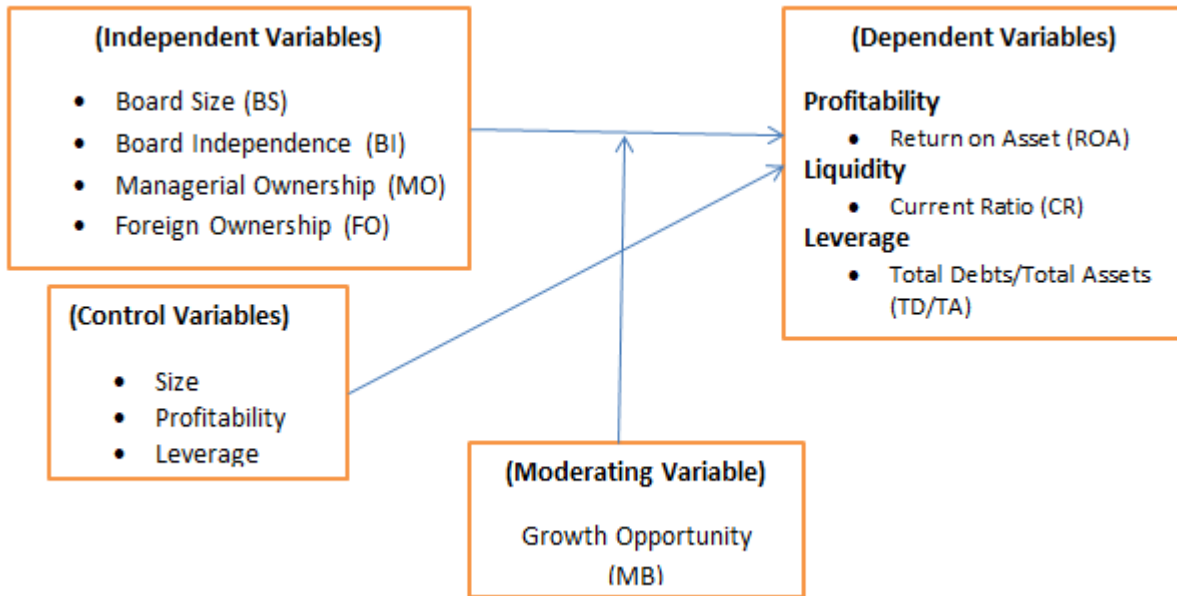 (Independent Variables)
• Board Size (BS)
• Board Independence (BI)
• Managerial Ownership (MO)
• Foreign Ownership (FO)
(Dependent Variables)
Profitability
• Return on Asset (ROA)
Liquidity
• Current Ratio (CR)
Leverage
• Total Debts/Total Assets
(TD/TA)
(Control Variables)
• Size
• Profitability
• Leverage
(Moderating Variable)
Growth Opportunity
(MB)